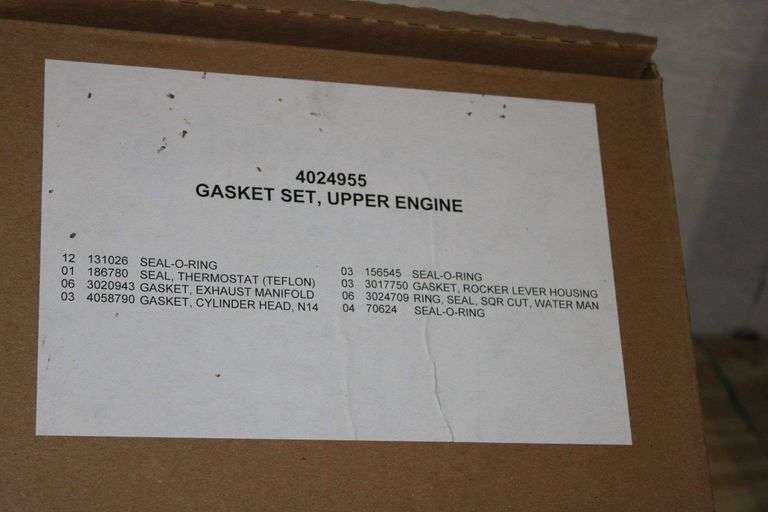 4024955
GASKET SET, UPPER ENGINE
12 131026 SEAL-O-RING
01 186780 SEAL, THERMOSTAT (TEFLON)
06 3020943 GASKET, EXHAUST MANIFOLD
03 4058790 GASKET, CYLINDER HEAD, N14
03 156545 SEAL-O-RING
03 3017750 GASKET, ROCKER LEVER HOUSING
06 3024709 RING, SEAL, SQR CUT, WATER MAN
04 70624 SEAL-O-RING